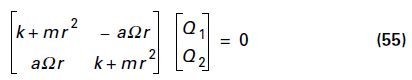 [k + mr² − aΩr] [Q₁] = 0 (55)
[aΩr k + mr²] [Q₂]